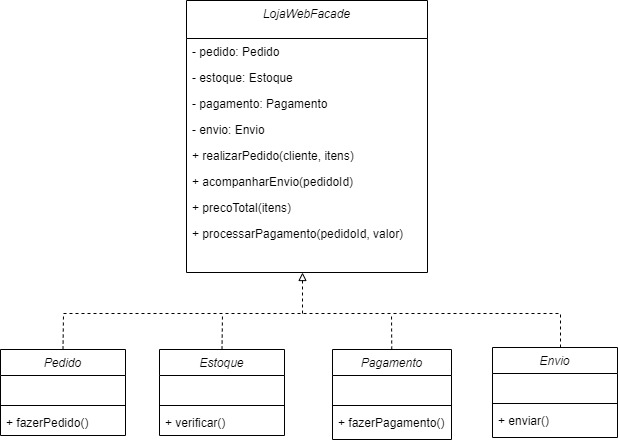 LojaWebFacade
- pedido: Pedido
- estoque: Estoque
- pagamento: Pagamento
- envio: Envio
+ realizarPedido(cliente, itens)
+ acompanharEnvio(pedidoId)
+ precoTotal(itens)
+ processarPagamento(pedidoId, valor)
Pedido
+ fazerPedido()
Estoque
+ verificar()
Pagamento
+ fazerPagamento()
Envio
+ enviar()